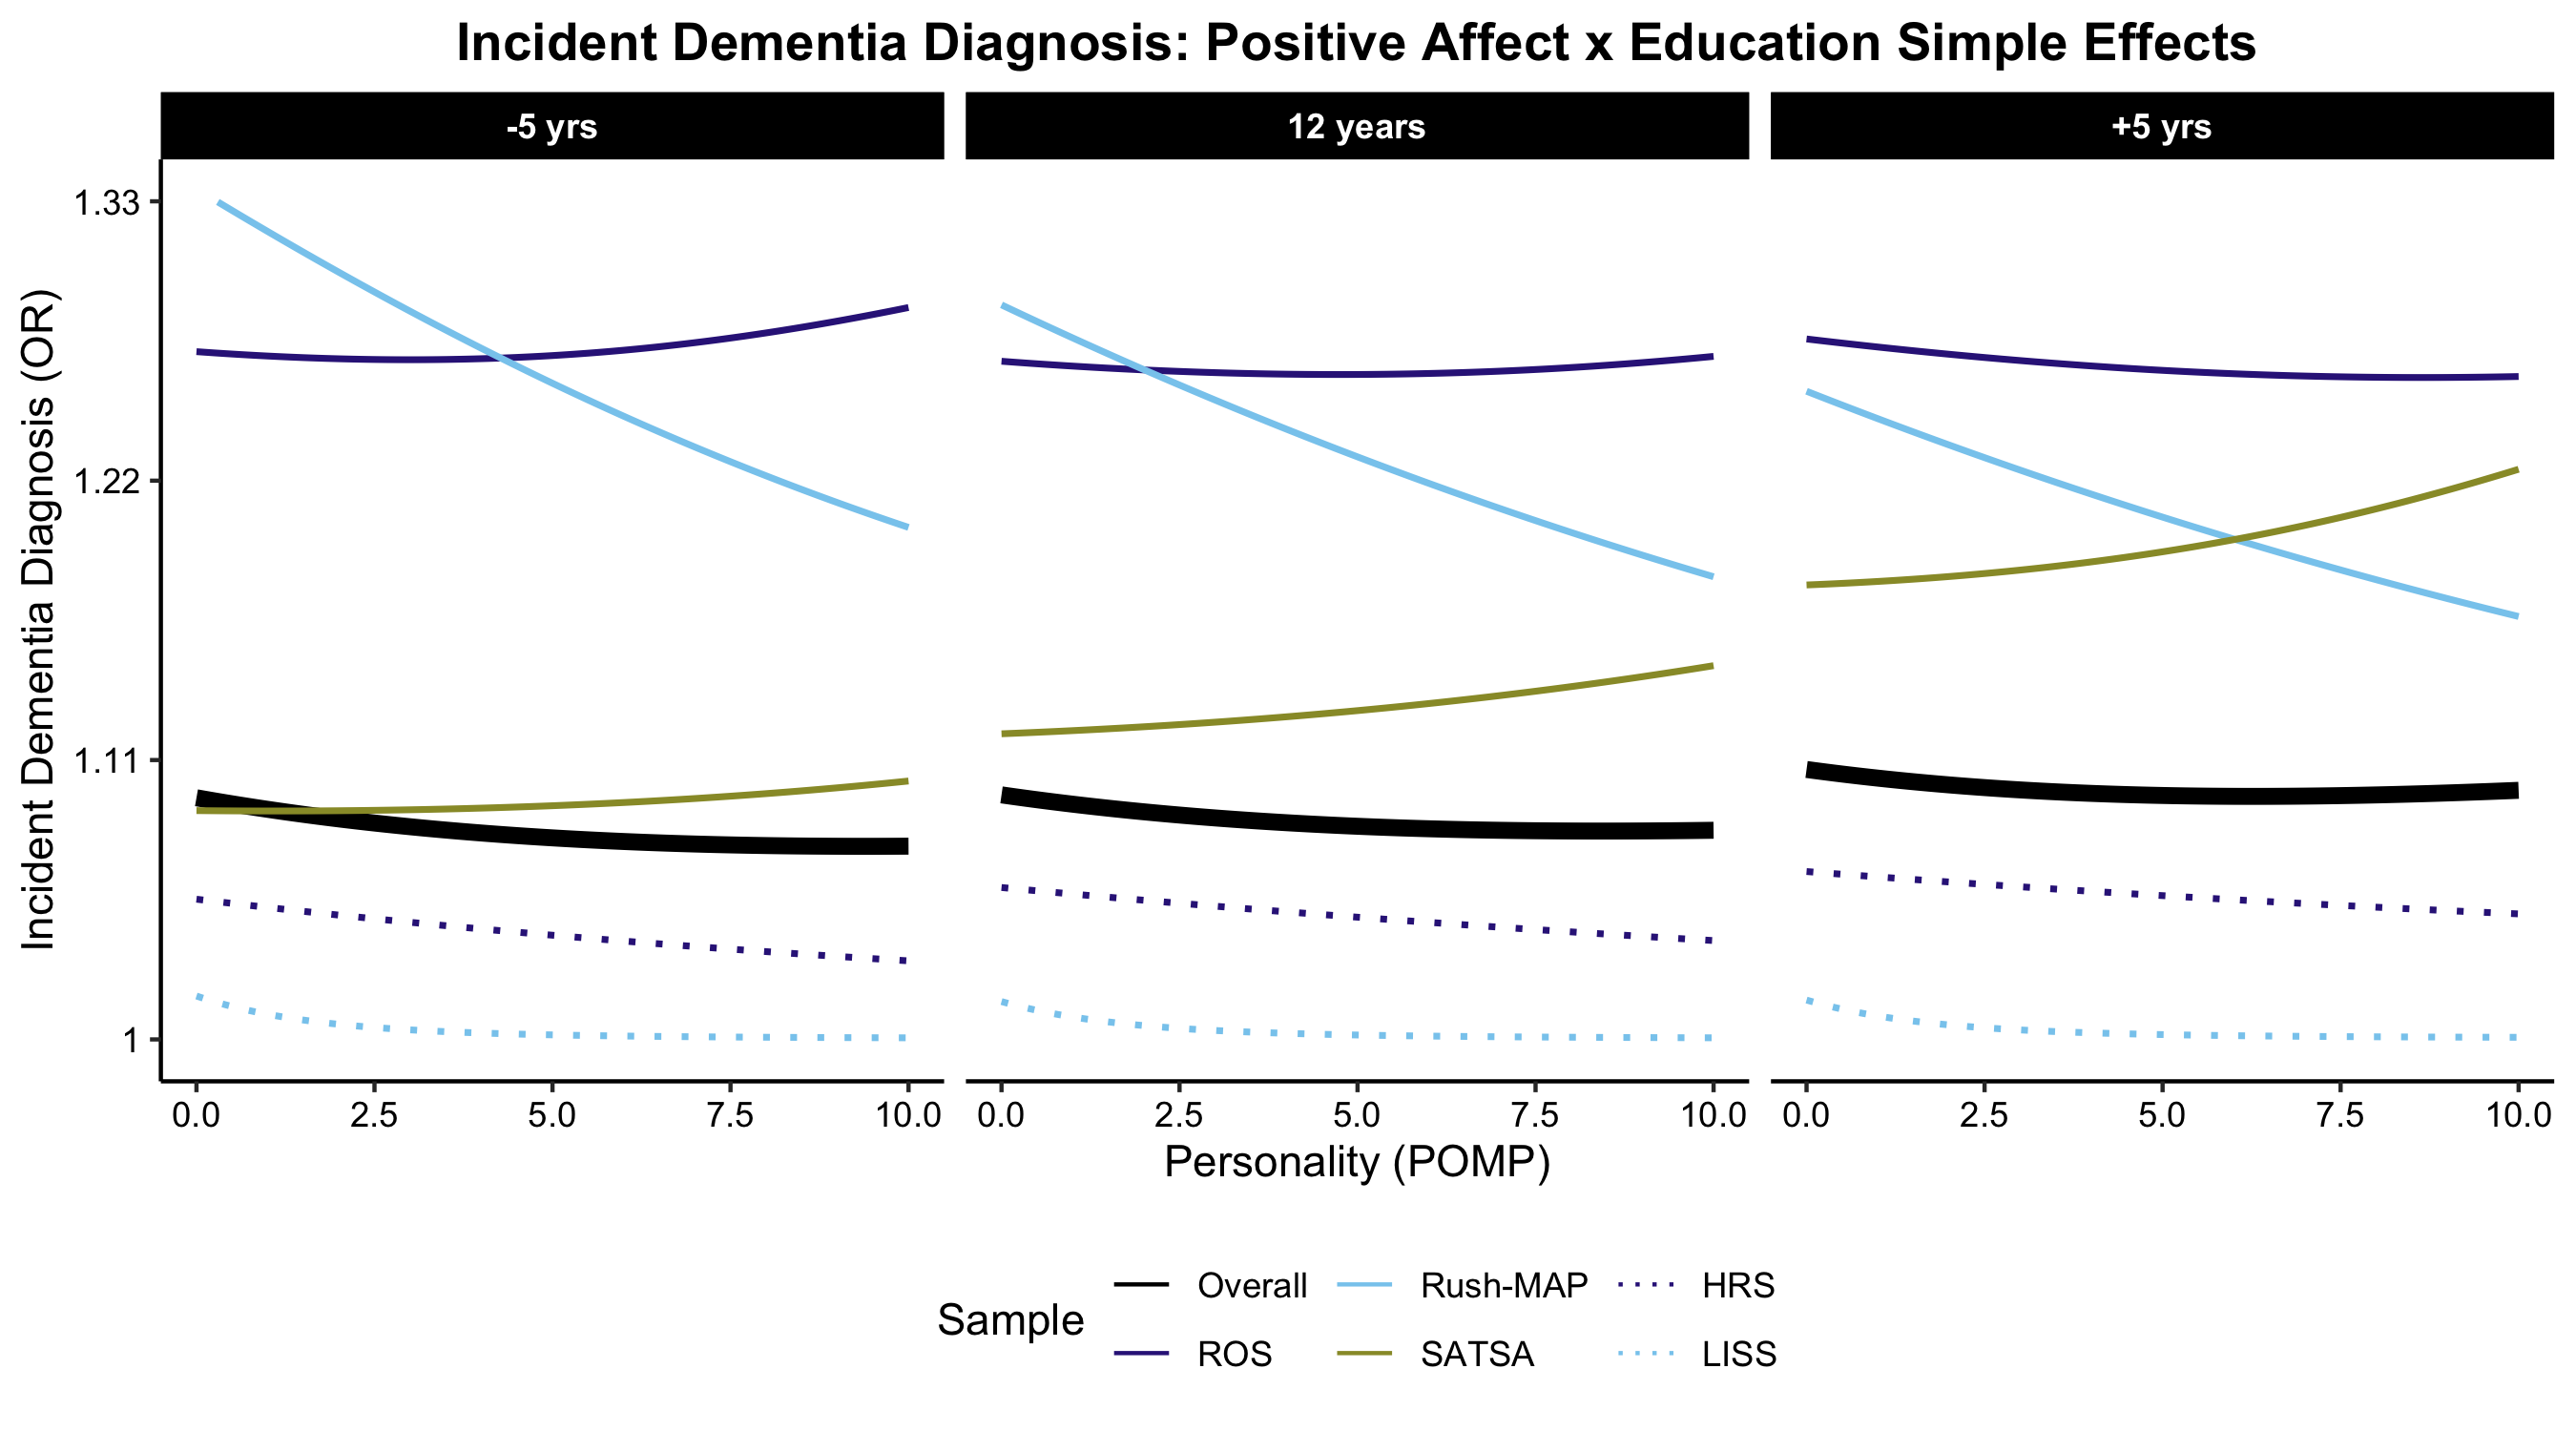 Incident Dementia Diagnosis: Positive Affect x Education Simple Effects
-5 yrs 12 years +5 yrs
Incident Dementia Diagnosis (OR)
1.33
1.22
1.11
1
0.0 2.5 5.0 7.5 10.0 0.0 2.5 5.0 7.5 10.0 0.0 2.5 5.0 7.5 10.0
Personality (POMP)
Sample
Overall Rush-MAP HRS
ROS SATSA LISS